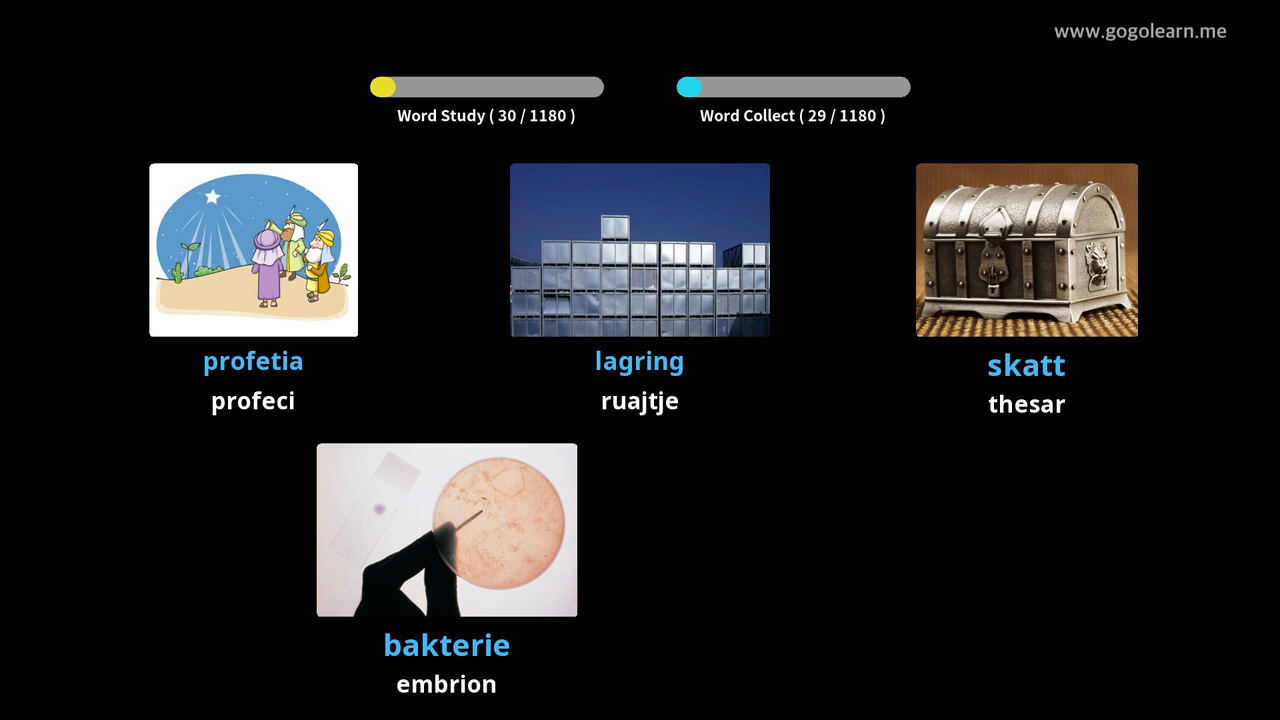 www.gogolearn.me
Word Study ( 30 / 1180 )
Word Collect ( 29 / 1180 )
profetia
profeci
lagring
ruajtje
skatt
thesar
bakterie
embrion